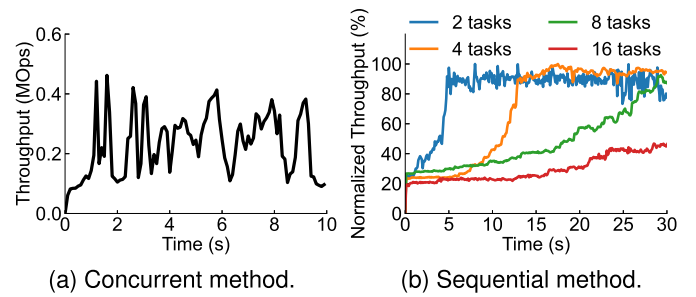 Throughput (MOps)
0.6
0.4
0.2
0.0
0 2 4 6 8 10
Time (s)
(a) Concurrent method.
2 tasks 8 tasks
4 tasks 16 tasks
Normalized Throughput (%)
100
80
60
40
20
0
0 5 10 15 20 25 30
Time (s)
(b) Sequential method.